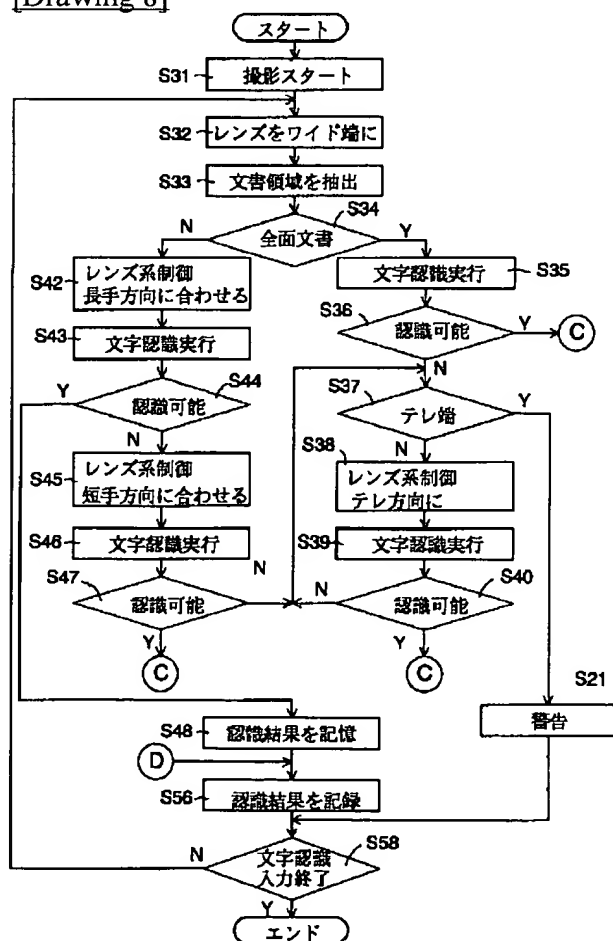 [Drawing 8]
スタート
S31
撮影スタート
S32
レンズをワイド端に
S33
文書領域を抽出
S34
N
全面文書
Y
S42
レンズ系制御
長手方向に合わせる
文字認識実行
S35
S43
文字認識実行
S36
認識可能
Y
C
N
S44
Y
認識可能
N
S37
テレ端
Y
N
S45
レンズ系制御
短手方向に合わせる
S38
レンズ系制御
テレ方向に
S46
文字認識実行
S39
文字認識実行
S47
認識可能
N
Y
C
S40
N
認識可能
Y
C
S21
警告
S48
認識結果を記憶
D
S56
認識結果を記録
S58
N
文字認識
入力終了
Y
エンド